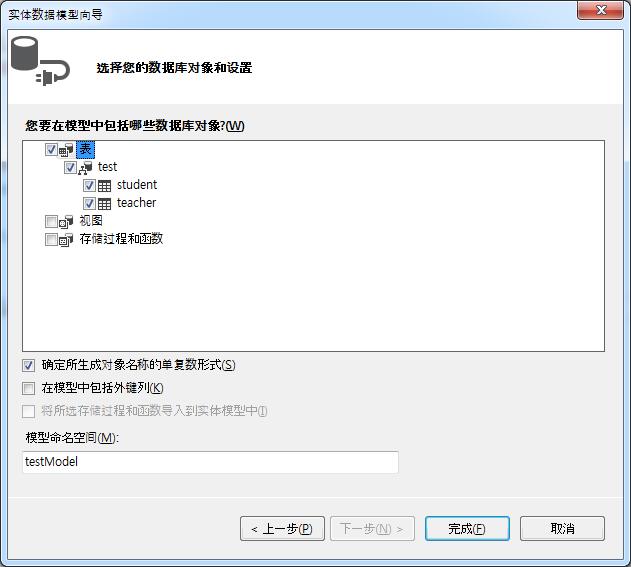 实体数据模型向导
选择您的数据库对象和设置
您要在模型中包括哪些数据库对象?(W)
表
test
student
teacher
视图
存储过程和函数
确定所生成对象名称的单复数形式(S)
在模型中包括外键列(K)
将所选存储过程和函数导入到实体模型中(I)
模型命名空间(M):
testModel
< 上一步(P) 下一步(N) > 完成(F) 取消